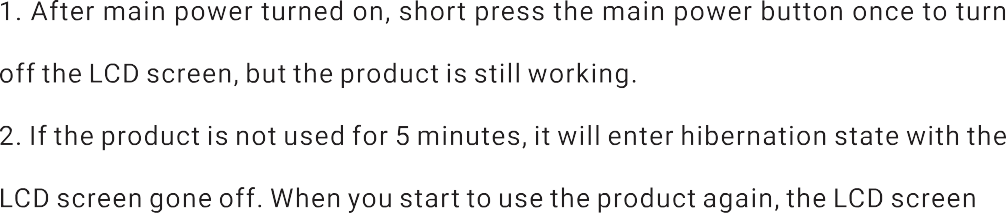 1. After main power turned on, short press the main power button once to turn
off the LCD screen, but the product is still working.
2. If the product is not used for 5 minutes, it will enter hibernation state with the
LCD screen gone off. When you start to use the product again, the LCD screen